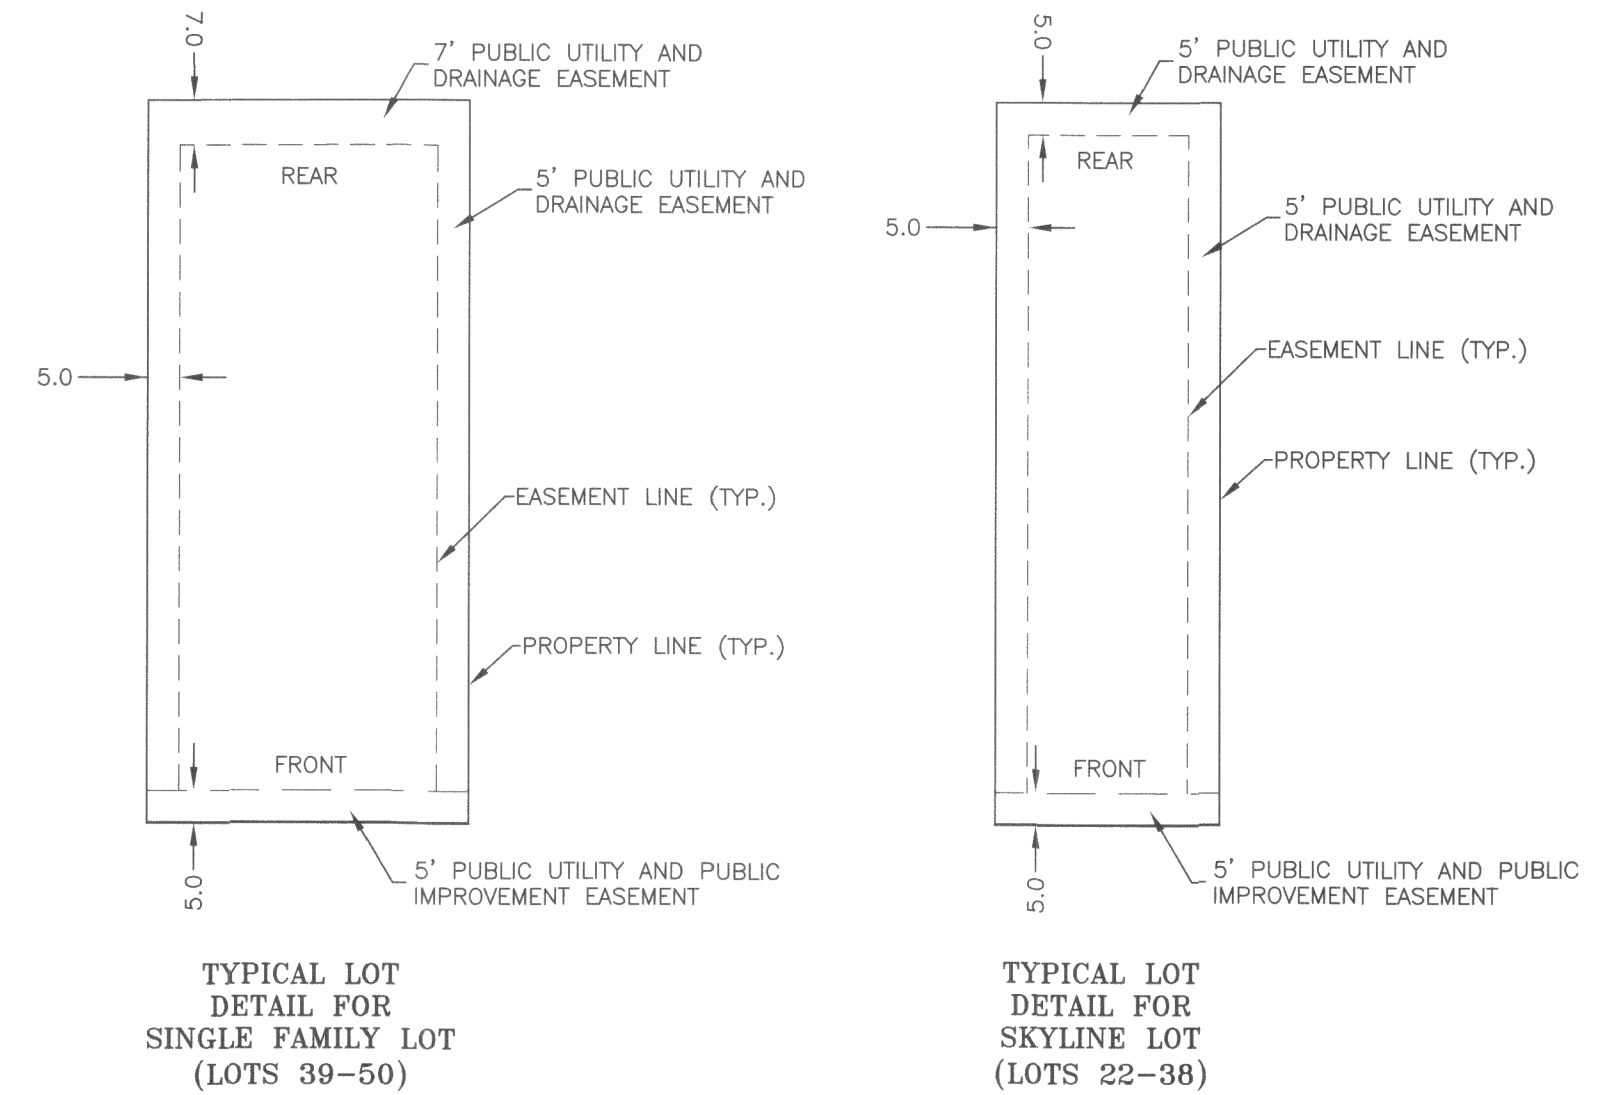 7.0
7' PUBLIC UTILITY AND
DRAINAGE EASEMENT
REAR
5' PUBLIC UTILITY AND
DRAINAGE EASEMENT
5.0
EASEMENT LINE (TYP.)
PROPERTY LINE (TYP.)
FRONT
5.0
5' PUBLIC UTILITY AND PUBLIC
IMPROVEMENT EASEMENT
TYPICAL LOT
DETAIL FOR
SINGLE FAMILY LOT
(LOTS 39-50)
5.0
5' PUBLIC UTILITY AND
DRAINAGE EASEMENT
REAR
5' PUBLIC UTILITY AND
DRAINAGE EASEMENT
5.0
EASEMENT LINE (TYP.)
PROPERTY LINE (TYP.)
FRONT
5.0
5' PUBLIC UTILITY AND PUBLIC
IMPROVEMENT EASEMENT
TYPICAL LOT
DETAIL FOR
SKYLINE LOT
(LOTS 22-38)